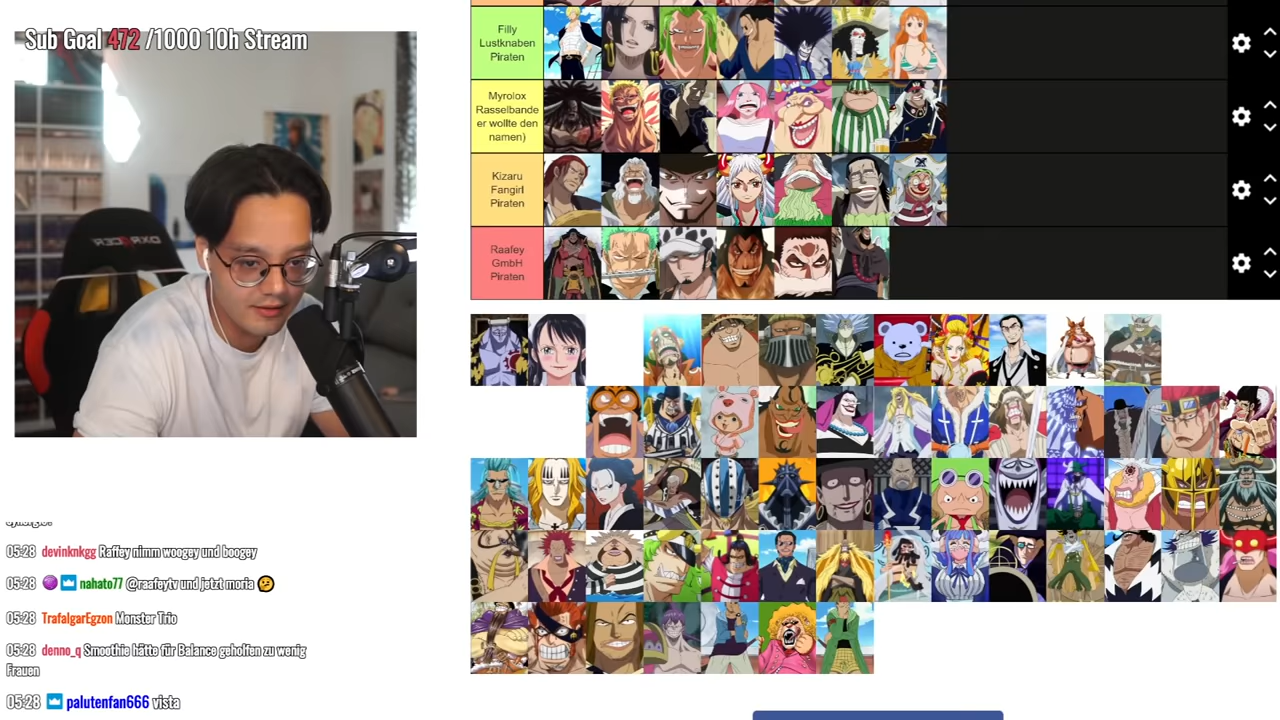 Sub Goal 472 /1000 10h Stream
Filly
Lustknaben
Piraten
Myrolox
Rasselbande
er wollte den
namen)
Kizaru
Fangirl
Piraten
Raafey
GmbH
Piraten
DXRACER
05:28 devinknkgg Raffey nimm woogey und boogey
05:28 nahato77 @raafeytv und jetzt moria
05:28 TrafalgarEgzon Monster Trio
05:28 denno_q Smoothie hätte für Balance geholfen zu wenig
Frauen
05:28 palutenfan666 vista